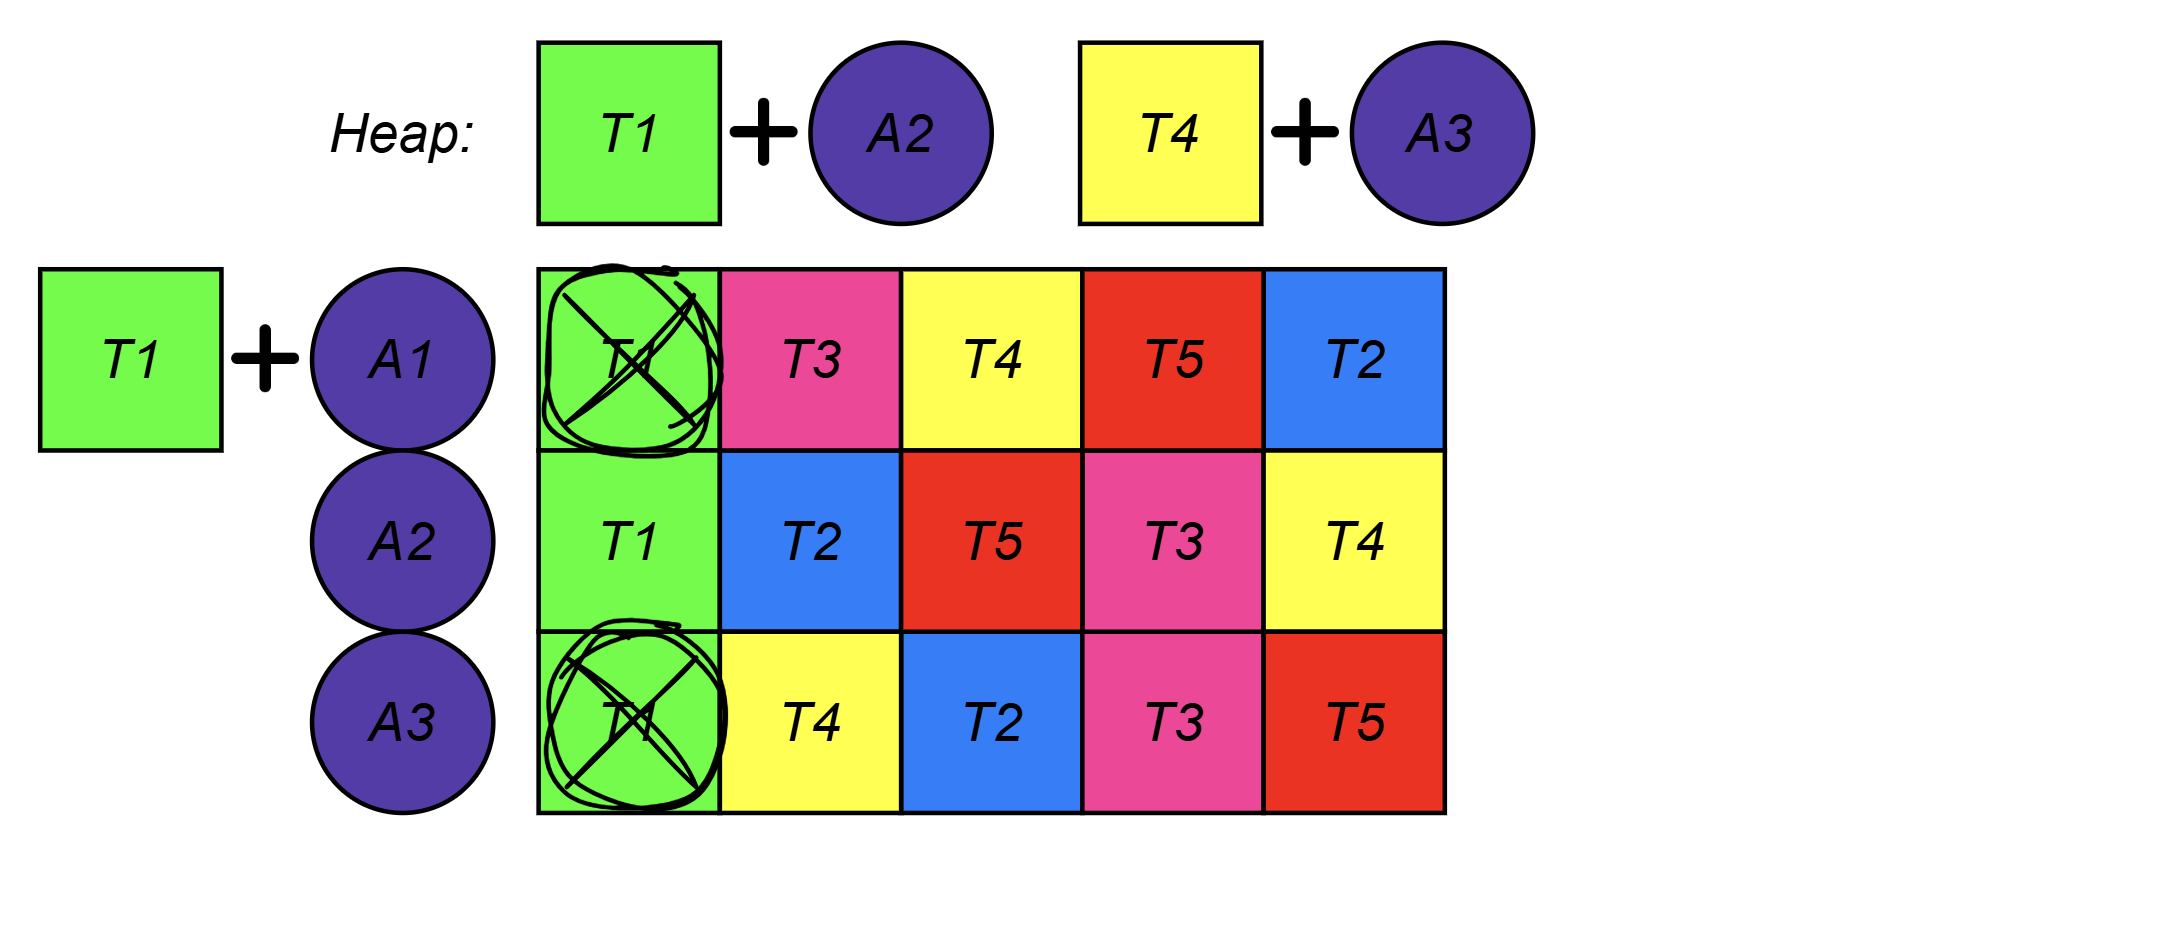 Heap: T1 + A2 T4 + A3
T1 + A1 T1 T3 T4 T5 T2
A2 T1 T2 T5 T3 T4
A3 T1 T4 T2 T3 T5